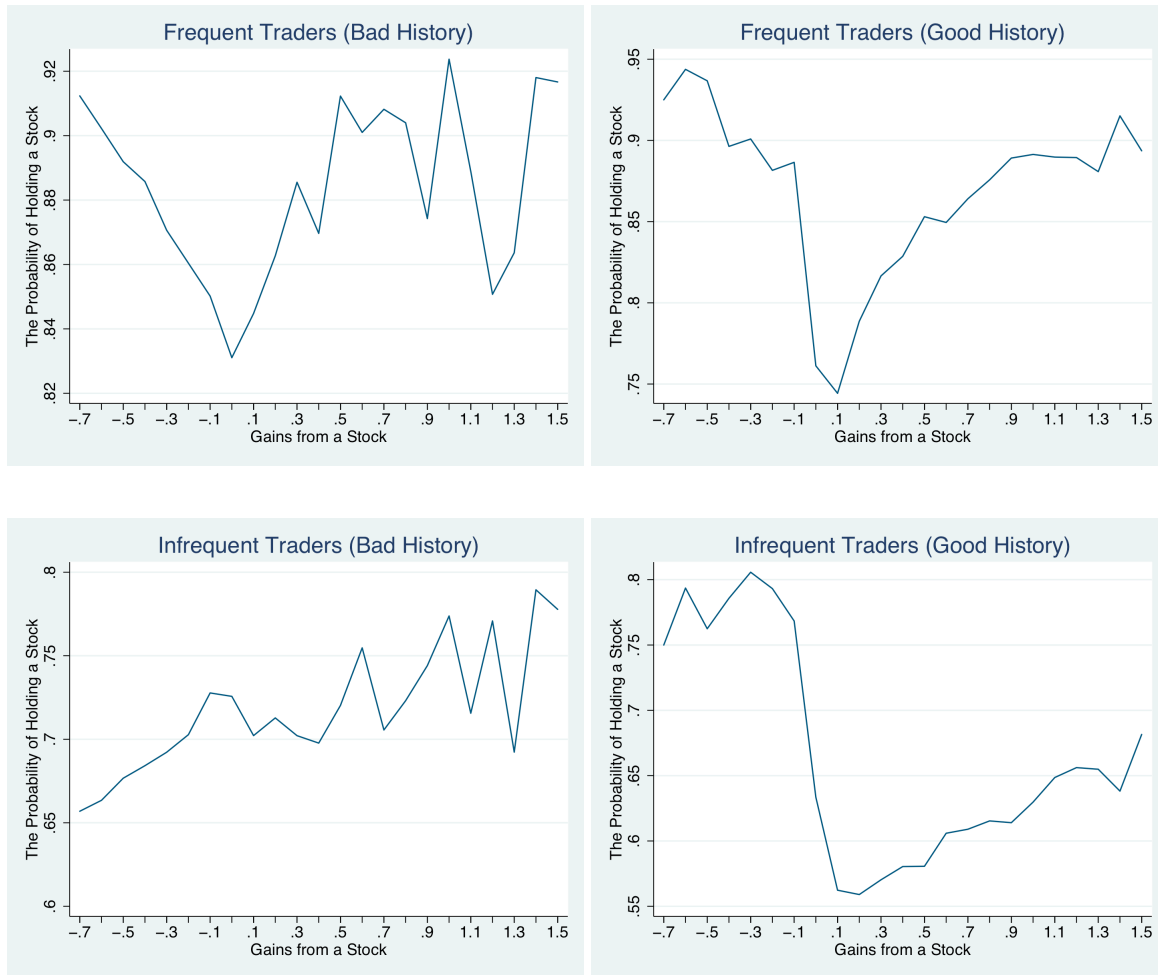 Frequent Traders (Bad History)
The Probability of Holding a Stock
.92
.9
.88
.86
.84
.82
−.7 −.5 −.3 −.1 .1 .3 .5 .7 .9 1.1 1.3 1.5
Gains from a Stock
Frequent Traders (Good History)
The Probability of Holding a Stock
.95
.9
.85
.8
.75
−.7 −.5 −.3 −.1 .1 .3 .5 .7 .9 1.1 1.3 1.5
Gains from a Stock
Infrequent Traders (Bad History)
The Probability of Holding a Stock
.8
.75
.7
.65
.6
−.7 −.5 −.3 −.1 .1 .3 .5 .7 .9 1.1 1.3 1.5
Gains from a Stock
Infrequent Traders (Good History)
The Probability of Holding a Stock
.8
.75
.7
.65
.6
.55
−.7 −.5 −.3 −.1 .1 .3 .5 .7 .9 1.1 1.3 1.5
Gains from a Stock